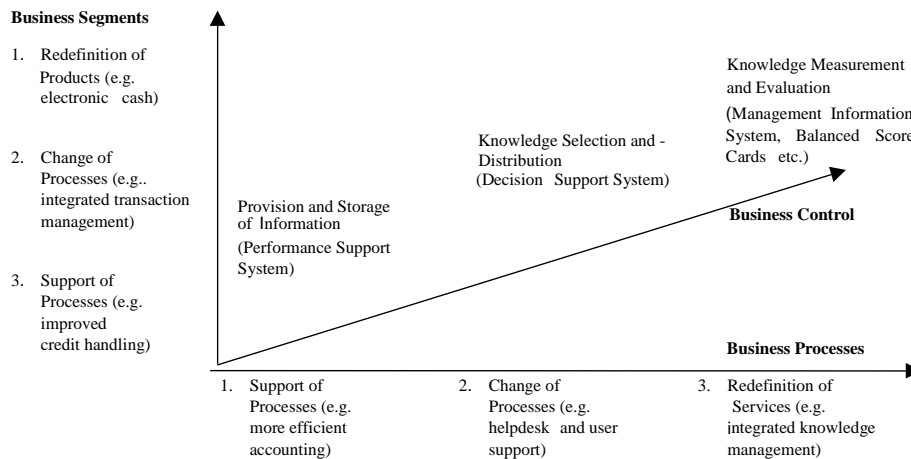 Business Segments
1. Redefinition of
Products (e.g.
electronic cash)
2. Change of
Processes (e.g..
integrated transaction
management)
3. Support of
Processes (e.g.
improved
credit handling)
Provision and Storage
of Information
(Performance Support
System)
Knowledge Selection and -
Distribution
(Decision Support System)
Knowledge Measurement
and Evaluation
(Management Information
System, Balanced Score
Cards etc.)
Business Control
Business Processes
1. Support of
Processes (e.g.
more efficient
accounting)
2. Change of
Processes (e.g.
helpdesk and user
support)
3. Redefinition of
Services (e.g.
integrated knowledge
management)